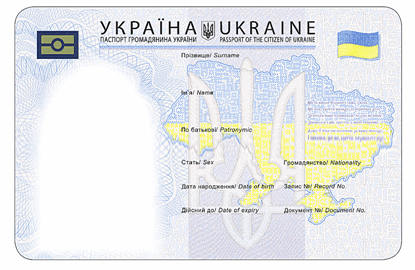 УКРАЇНА UKRAINE
ПАСПОРТ ГРОМАДЯНИНА УКРАЇНИ PASSPORT OF THE CITIZEN OF UKRAINE
Прізвище/ Surname
Ім'я/ Name
По батькові/ Patronymic
Стать/ Sex
Громадянство/ Nationality
Дата народження/ Date of birth
Запис №/ Record No.
Дійсний до/ Date of expiry
Документ №/ Document No.